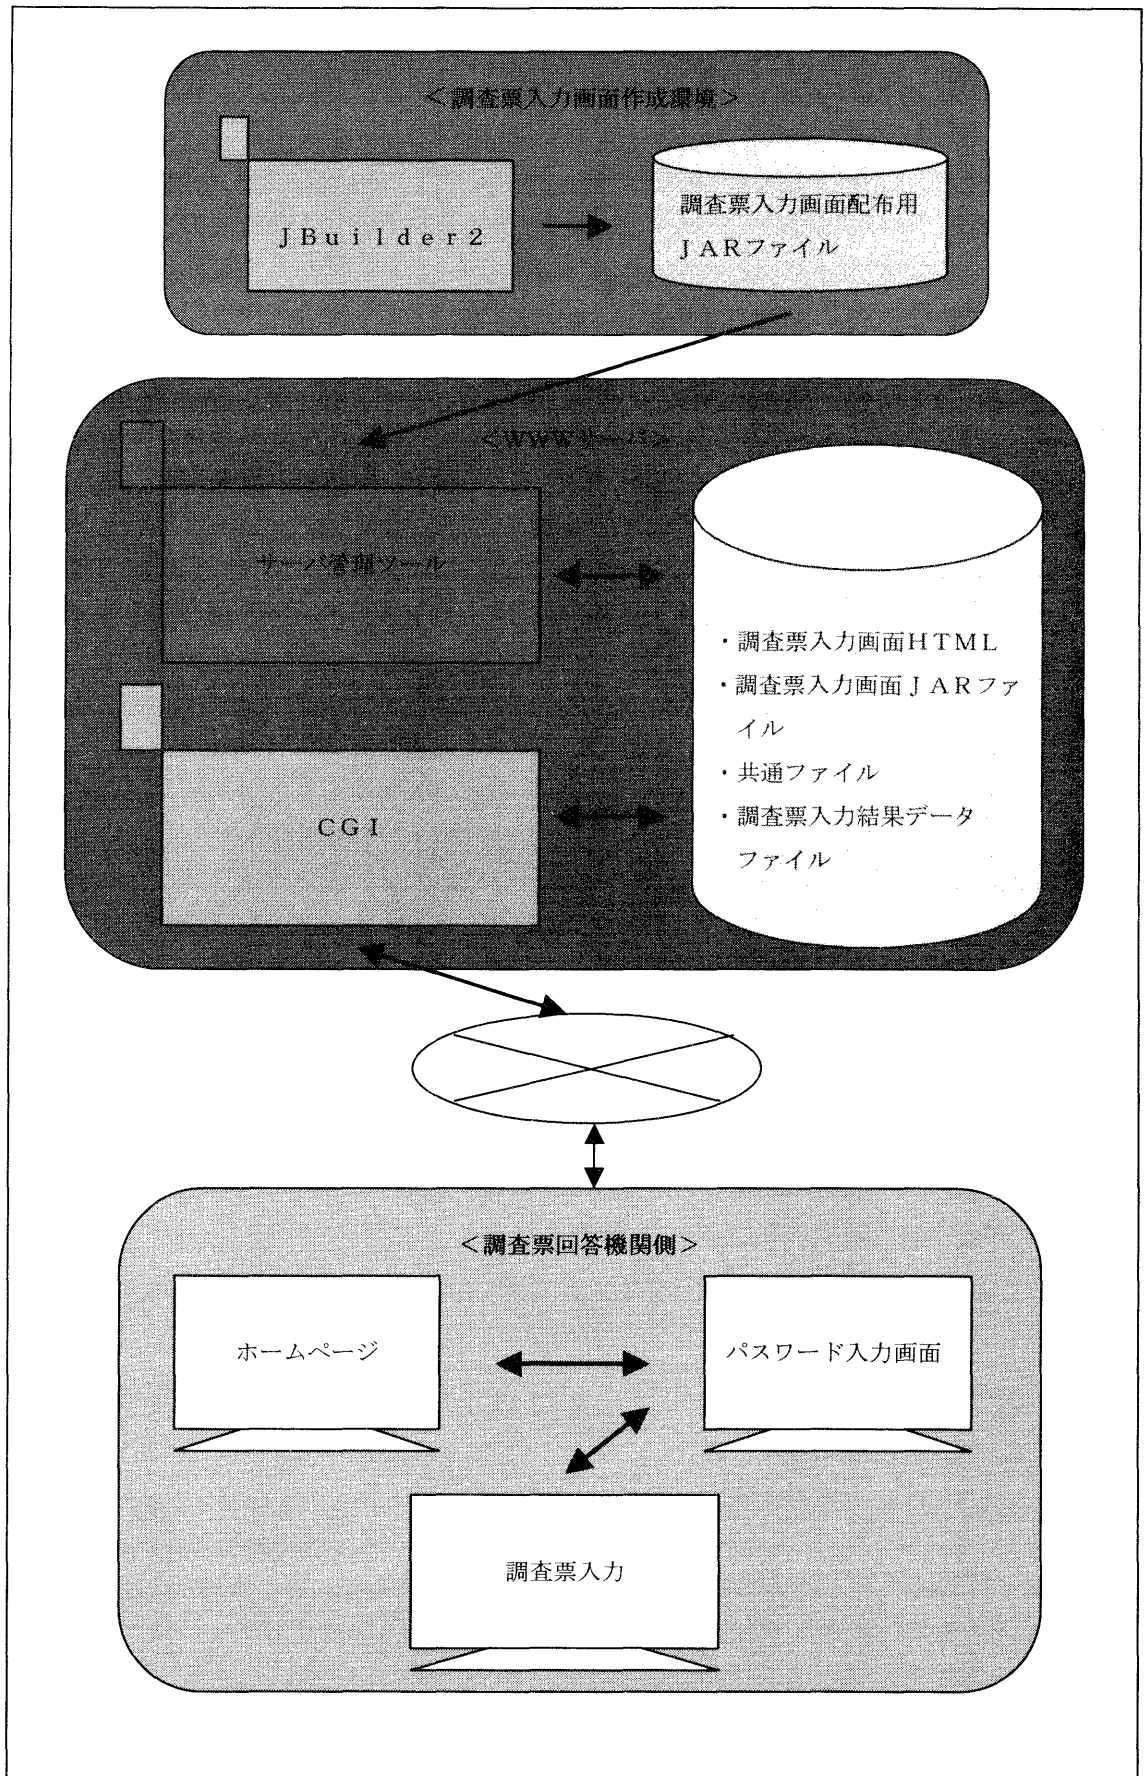 ＜調査票入力画面作成環境＞
ＪＢｕｉｌｄｅｒ２
調査票入力画面配布用
ＪＡＲファイル
＜ＷＷＷサーバ＞
サーバ管理ツール
・調査票入力画面ＨＴＭＬ
・調査票入力画面ＪＡＲファ
イル
・共通ファイル
・調査票入力結果データ
ファイル
ＣＧＩ
＜調査票回答機関側＞
ホームページ
パスワード入力画面
調査票入力